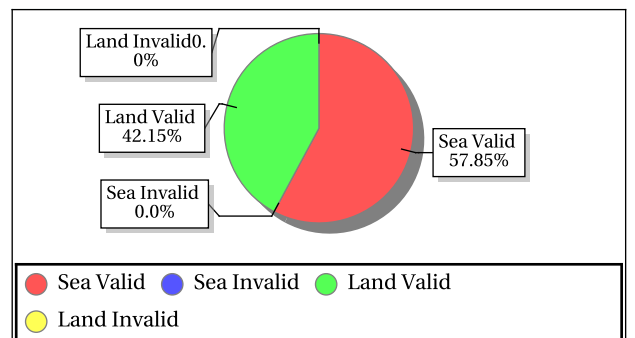 Land Invalid0.
0%
Land Valid
42.15%
Sea Valid
57.85%
Sea Invalid
0.0%
Sea Valid Sea Invalid Land Valid
Land Invalid